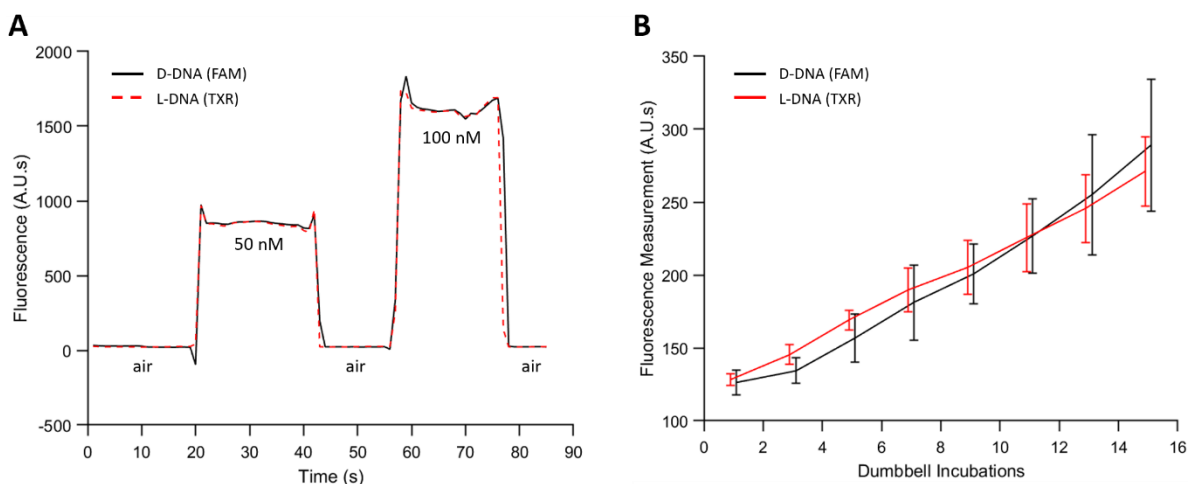 A
D-DNA (FAM)
L-DNA (TXR)
2000
1500
1000
500
0
-500
Fluorescence (A.U.s)
air
50 nM
air
100 nM
air
0 10 20 30 40 50 60 70 80 90
Time (s)
B
D-DNA (FAM)
L-DNA (TXR)
350
300
250
200
150
100
Fluorescence Measurement (A.U.s)
0 2 4 6 8 10 12 14 16
Dumbbell Incubations